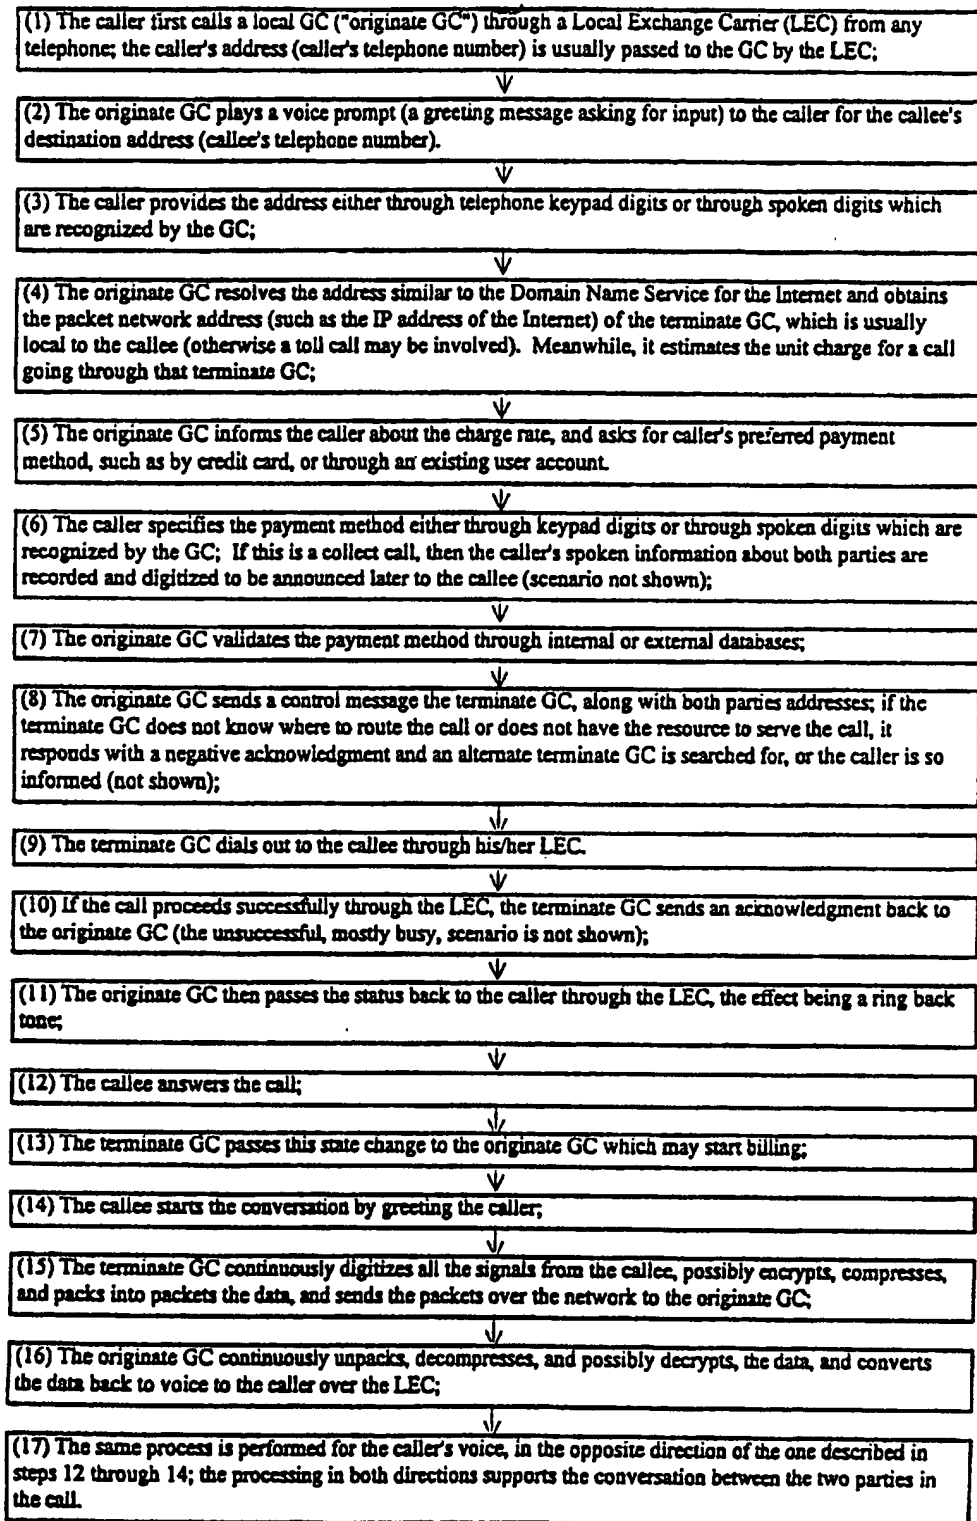 (1) The caller first calls a local GC ("originate GC") through a Local Exchange Carrier (LEC) from any
telephone; the caller's address (caller's telephone number) is usually passed to the GC by the LEC;
(2) The originate GC plays a voice prompt (a greeting message asking for input) to the caller for the callee's
destination address (callee's telephone number).
(3) The caller provides the address either through telephone keypad digits or through spoken digits which
are recognized by the GC;
(4) The originate GC resolves the address similar to the Domain Name Service for the Internet and obtains
the packet network address (such as the IP address of the Internet) of the terminate GC, which is usually
local to the callee (otherwise a toll call may be involved). Meanwhile, it estimates the unit charge for a call
going through that terminate GC;
(5) The originate GC informs the caller about the charge rate, and asks for caller's preferred payment
method, such as by credit card, or through an existing user account.
(6) The caller specifies the payment method either through keypad digits or through spoken digits which are
recognized by the GC; If this is a collect call, then the caller's spoken information about both parties are
recorded and digitized to be announced later to the callee (scenario not shown);
(7) The originate GC validates the payment method through internal or external databases;
(8) The originate GC sends a control message the terminate GC, along with both parties addresses; if the
terminate GC does not know where to route the call or does not have the resource to serve the call, it
responds with a negative acknowledgment and an alternate terminate GC is searched for, or the caller is so
informed (not shown);
(9) The terminate GC dials out to the callee through his/her LEC.
(10) If the call proceeds successfully through the LEC, the terminate GC sends an acknowledgment back to
the originate GC (the unsuccessful, mostly busy, scenario is not shown);
(11) The originate GC then passes the status back to the caller through the LEC, the effect being a ring back
tone;
(12) The callee answers the call;
(13) The terminate GC passes this state change to the originate GC which may start billing;
(14) The callee starts the conversation by greeting the caller;
(15) The terminate GC continuously digitizes all the signals from the callee, possibly encrypts, compresses,
and packs into packets the data, and sends the packets over the network to the originate GC;
(16) The originate GC continuously unpacks, decompresses, and possibly decrypts, the data, and converts
the data back to voice to the caller over the LEC;
(17) The same process is performed for the caller's voice, in the opposite direction of the one described in
steps 12 through 14; the processing in both directions supports the conversation between the two parties in
the call.